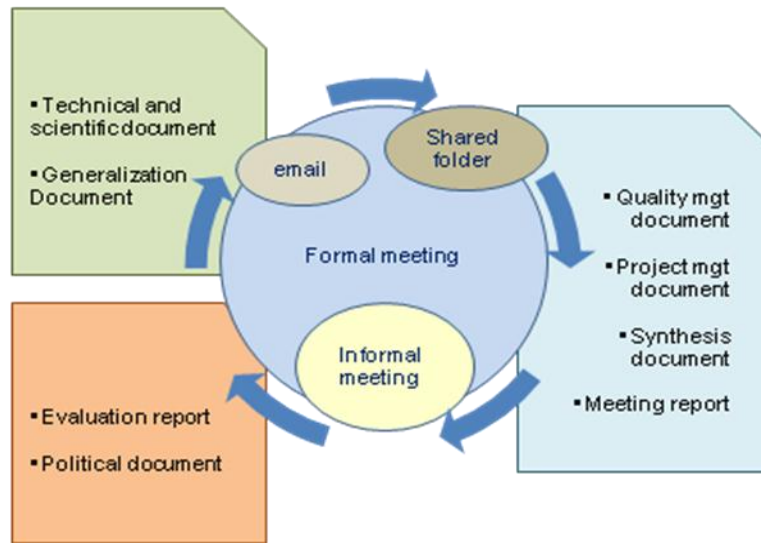 ▪ Technical and
scientific document
▪ Generalization
Document
email
Shared
folder
Formal meeting
Informal
meeting
▪ Quality mgt
document
▪ Project mgt
document
▪ Synthesis
document
▪ Meeting report
▪ Evaluation report
▪ Political document